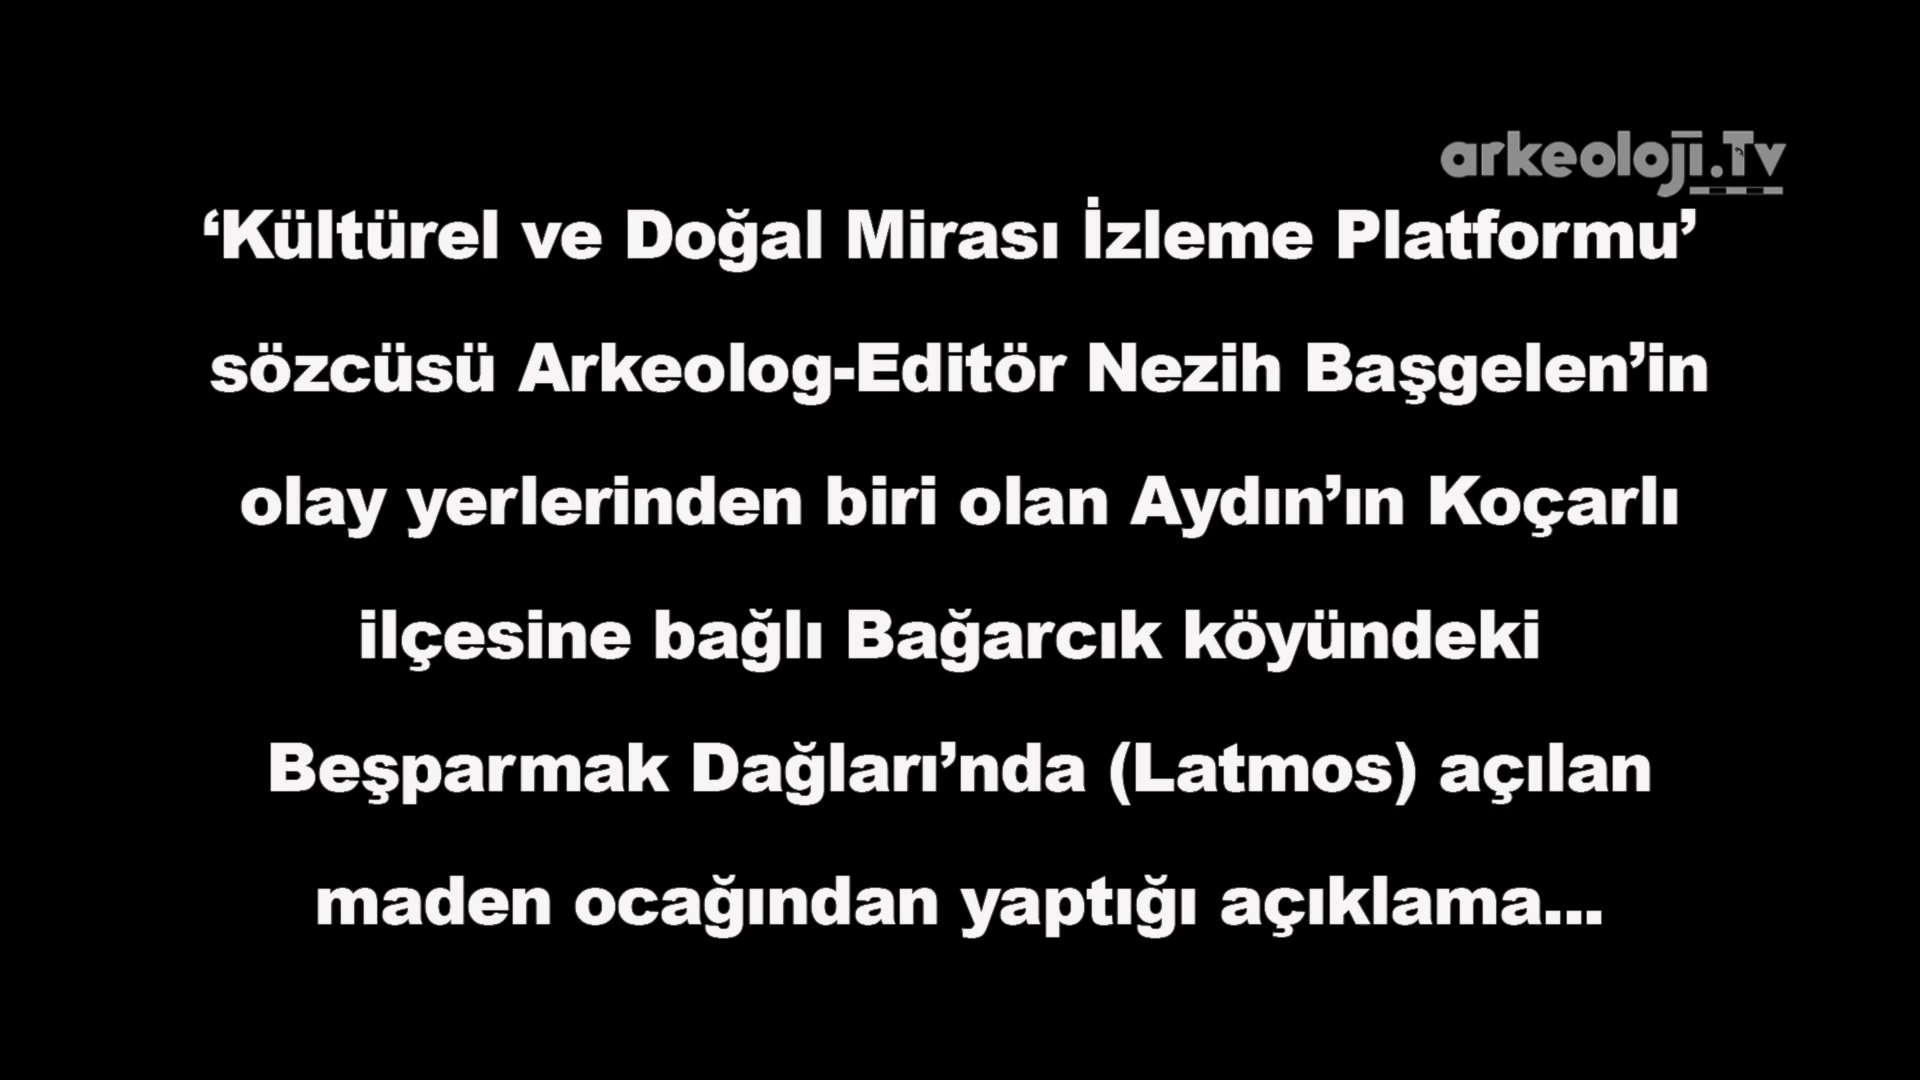 arkeoloji.Tv
‘Kültürel ve Doğal Mirası İzleme Platformu’
sözcüsü Arkeolog-Editör Nezih Başgelen’in
olay yerlerinden biri olan Aydın’ın Koçarlı
ilçesine bağlı Bağarcık köyündeki
Beşparmak Dağları’nda (Latmos) açılan
maden ocağından yaptığı açıklama...